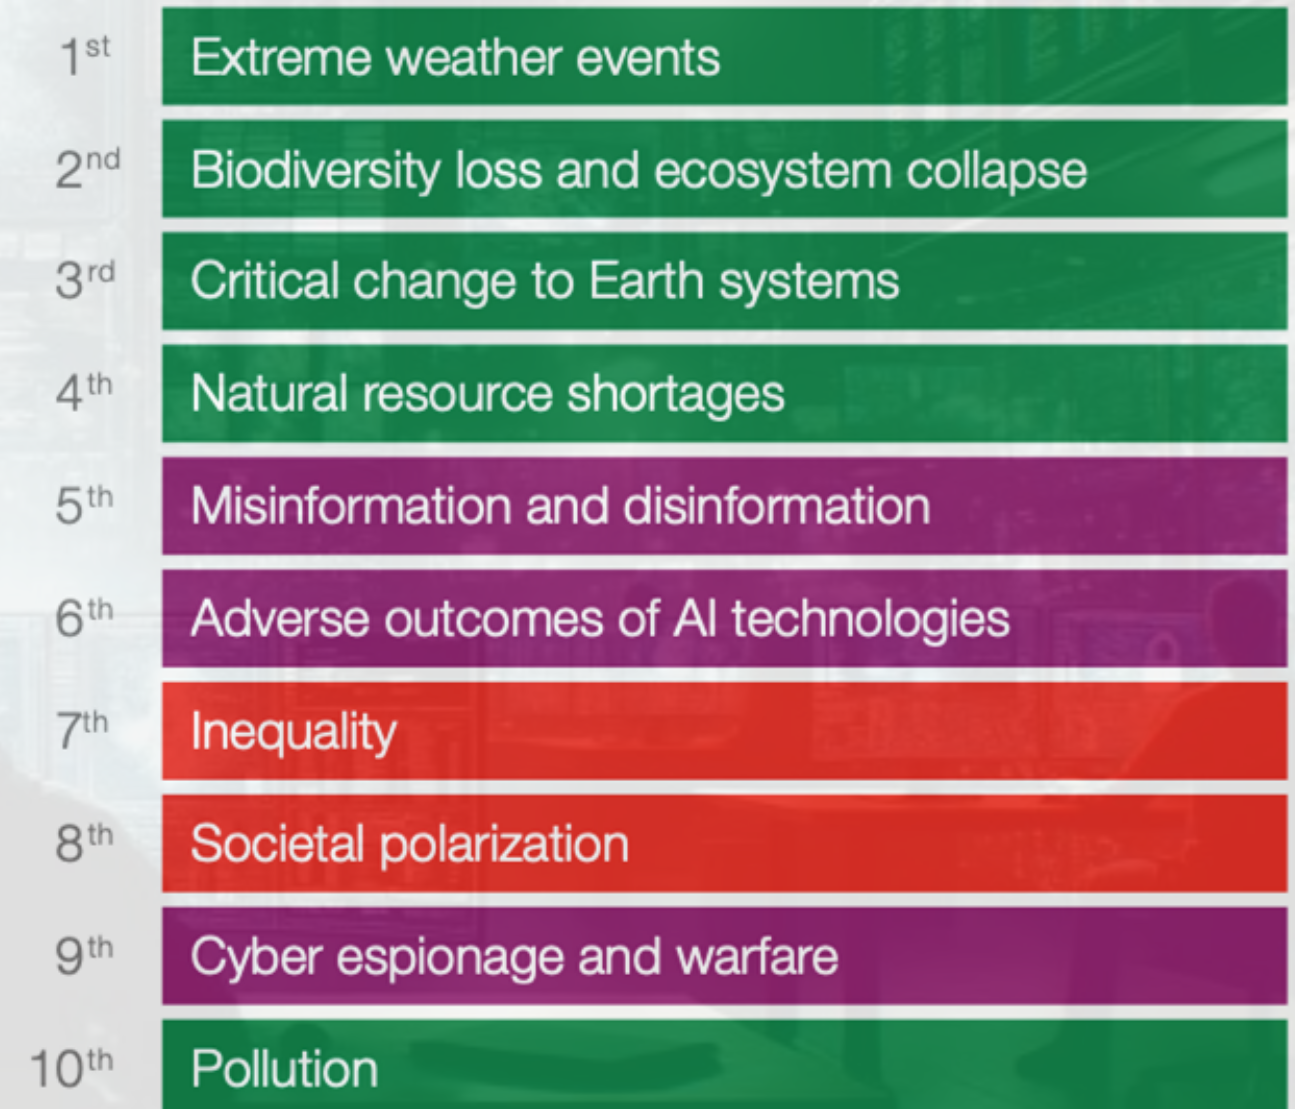 1st Extreme weather events
2nd Biodiversity loss and ecosystem collapse
3rd Critical change to Earth systems
4th Natural resource shortages
5th Misinformation and disinformation
6th Adverse outcomes of AI technologies
7th Inequality
8th Societal polarization
9th Cyber espionage and warfare
10th Pollution